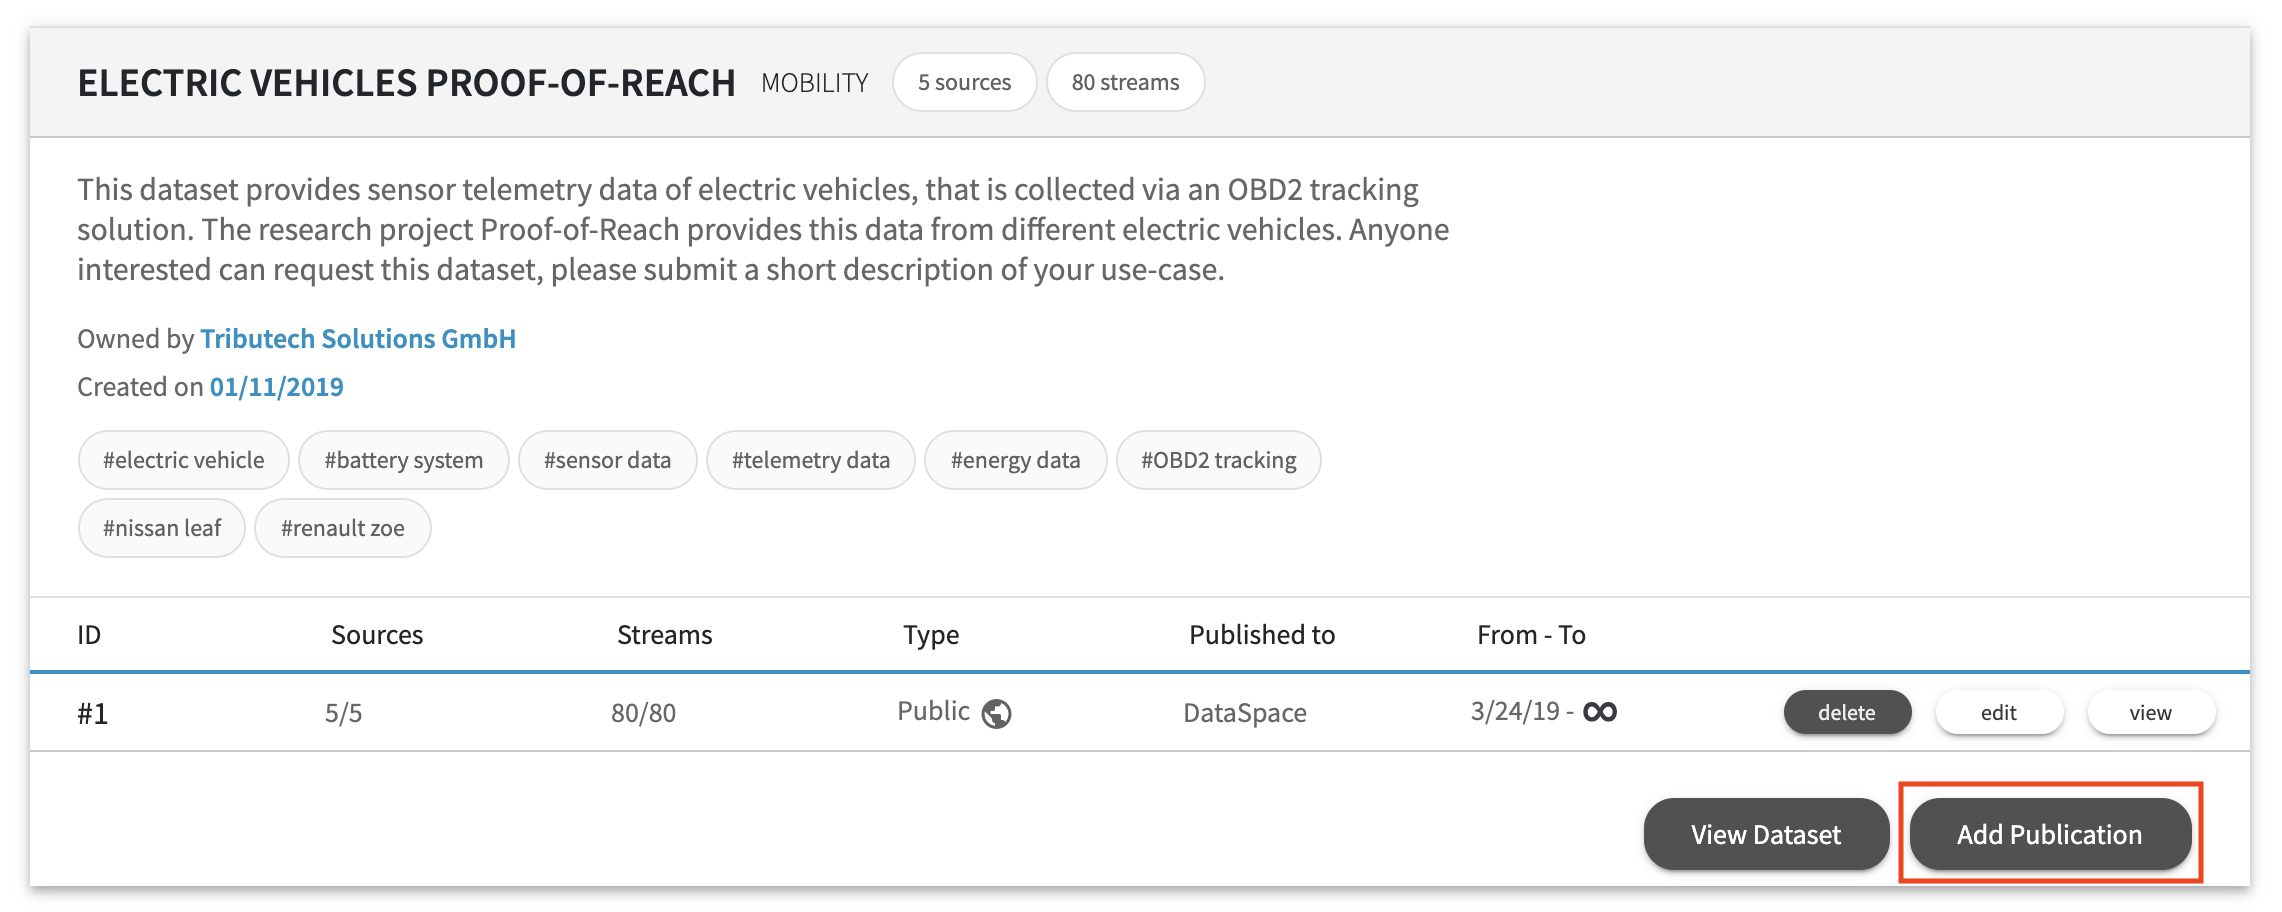 ELECTRIC VEHICLES PROOF-OF-REACH MOBILITY 5 sources 80 streams
This dataset provides sensor telemetry data of electric vehicles, that is collected via an OBD2 tracking
solution. The research project Proof-of-Reach provides this data from different electric vehicles. Anyone
interested can request this dataset, please submit a short description of your use-case.
Owned by Tributech Solutions GmbH
Created on 01/11/2019
#electric vehicle #battery system #sensor data #telemetry data #energy data #OBD2 tracking
#nissan leaf #renault zoe
ID Sources Streams Type Published to From - To
#1 5/5 80/80 Public DataSpace 3/24/19 - ∞ delete edit view
View Dataset Add Publication